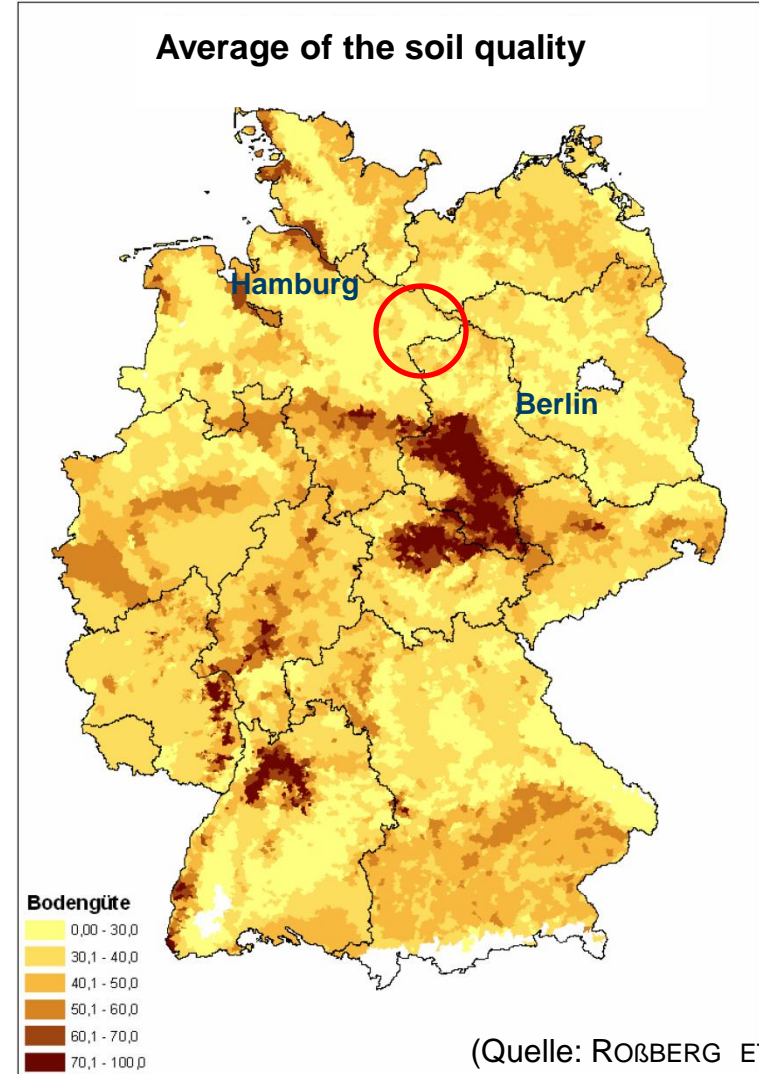 Average of the soil quality
Hamburg
Berlin
Bodengüte
0,00 - 30,0
30,1 - 40,0
40,1 - 50,0
50,1 - 60,0
60,1 - 70,0
70,1 - 100,0
(Quelle: ROßBERG ET